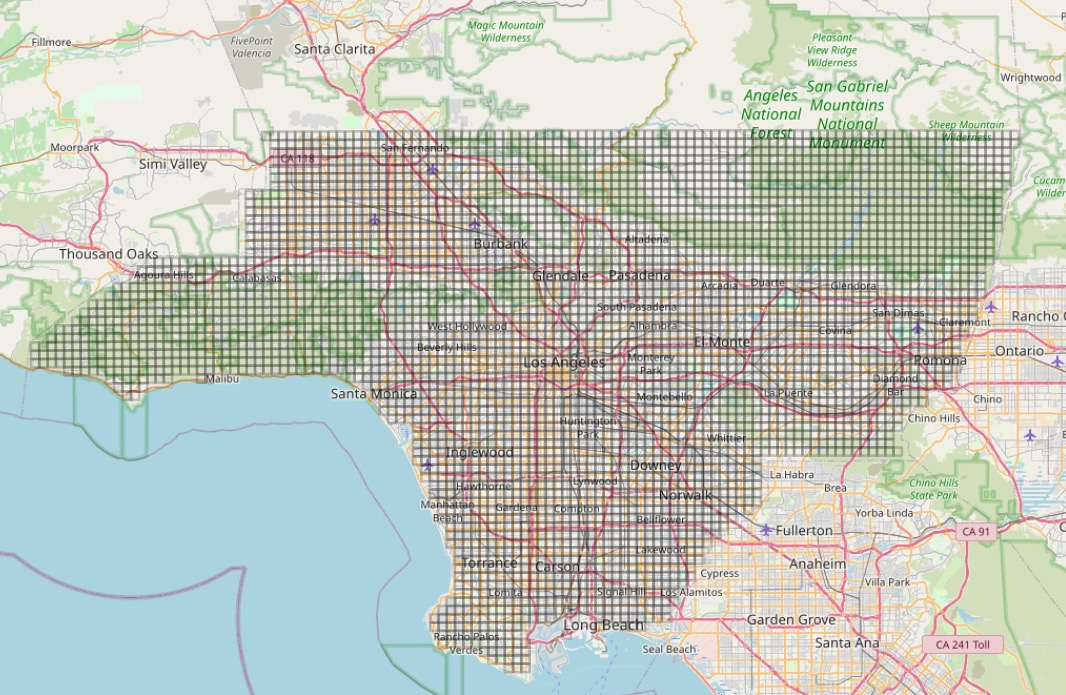 Magic Mountain
Wilderness
Fillmore
FivePoint
Valencia
Santa Clarita
Pleasant
View Ridge
Wilderness
Wrightwood
Angeles
National
Forest
San Gabriel
Mountains
National
Monument
Sheep Mountain
Wilderness
Moorpark
Simi Valley
CA 118
San Fernando
Thousand Oaks
Agoura Hills
Calabasas
Burbank
Altadena
Glendale
Pasadena
Arcadia
Duarte
Glendora
South Pasadena
San Dimas
Claremont
Rancho
West Hollywood
Alhambra
Covina
Beverly Hills
El Monte
Los Angeles
Monterey
Park
Pomona
Ontario
Malibu
Santa Monica
Montebello
La Puente
Diamond
Bar
Chino
Chino Hills
Huntington
Park
Whittier
Inglewood
Downey
La Habra
Brea
Chino Hills
State Park
Hawthorne
Lynwood
Norwalk
Manhattan
Beach
Gardena
Compton
Bellflower
Yorba Linda
Fullerton
CA 91
Lakewood
Torrance
Carson
Anaheim
Cypress
Villa Park
Lomita
Signal Hill
Los Alamitos
Rancho Palos
Verdes
Long Beach
Garden Grove
Seal Beach
Santa Ana
CA 241 Toll